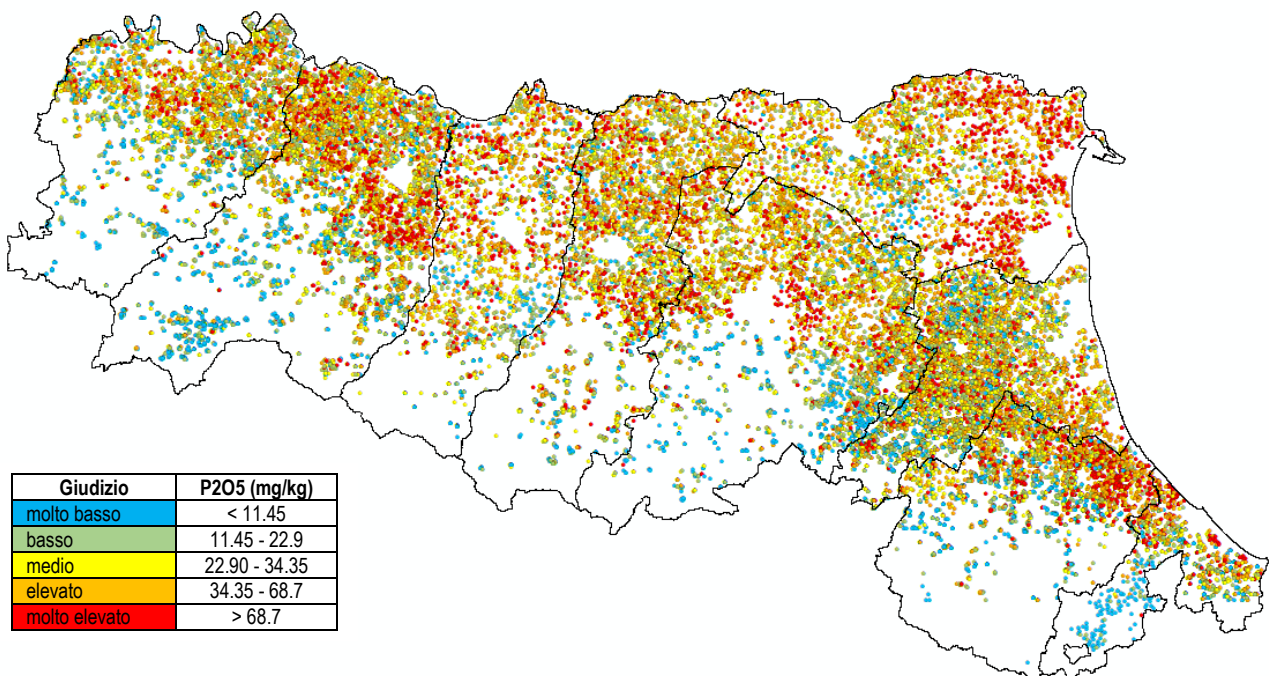 Giudizio P2O5 (mg/kg)
molto basso < 11.45
basso 11.45 - 22.9
medio 22.90 - 34.35
elevato 34.35 - 68.7
molto elevato > 68.7